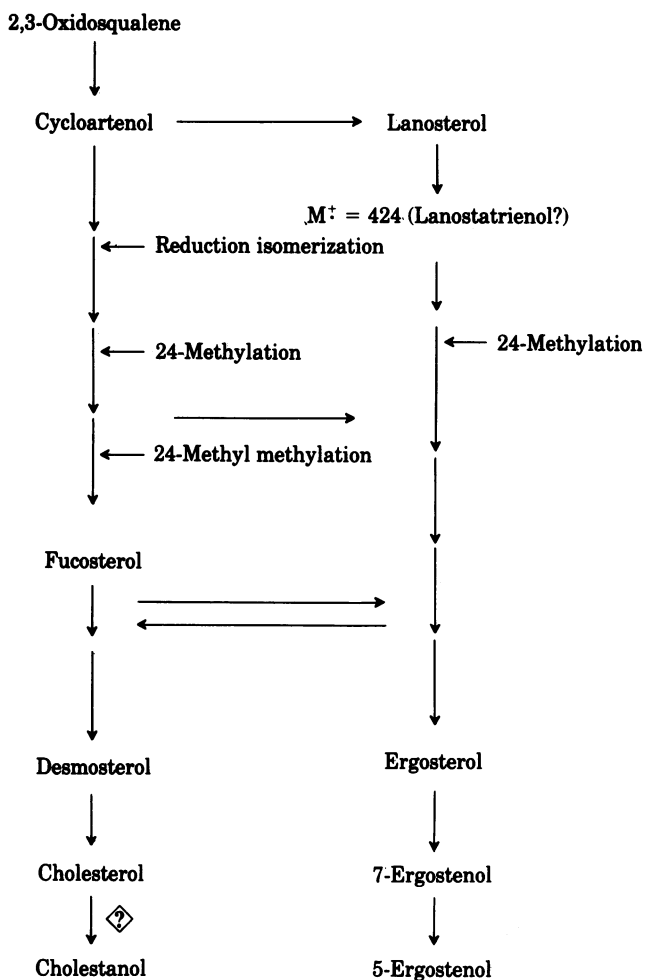 2,3-Oxidosqualene
Cycloartenol
Lanosterol
M⁺· = 424 (Lanostatrienol?)
Reduction isomerization
24-Methylation
24-Methylation
24-Methyl methylation
Fucosterol
Desmosterol
Ergosterol
Cholesterol
7-Ergostenol
?
Cholestanol
5-Ergostenol